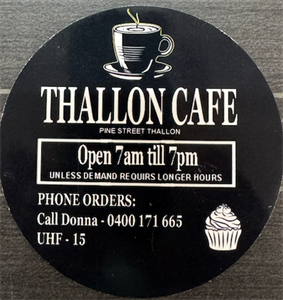 THALLON CAFE
PINE STREET THALLON
Open 7am till 7pm
UNLESS DEMAND REQUIRS LONGER HOURS
PHONE ORDERS:
Call Donna - 0400 171 665
UHF - 15